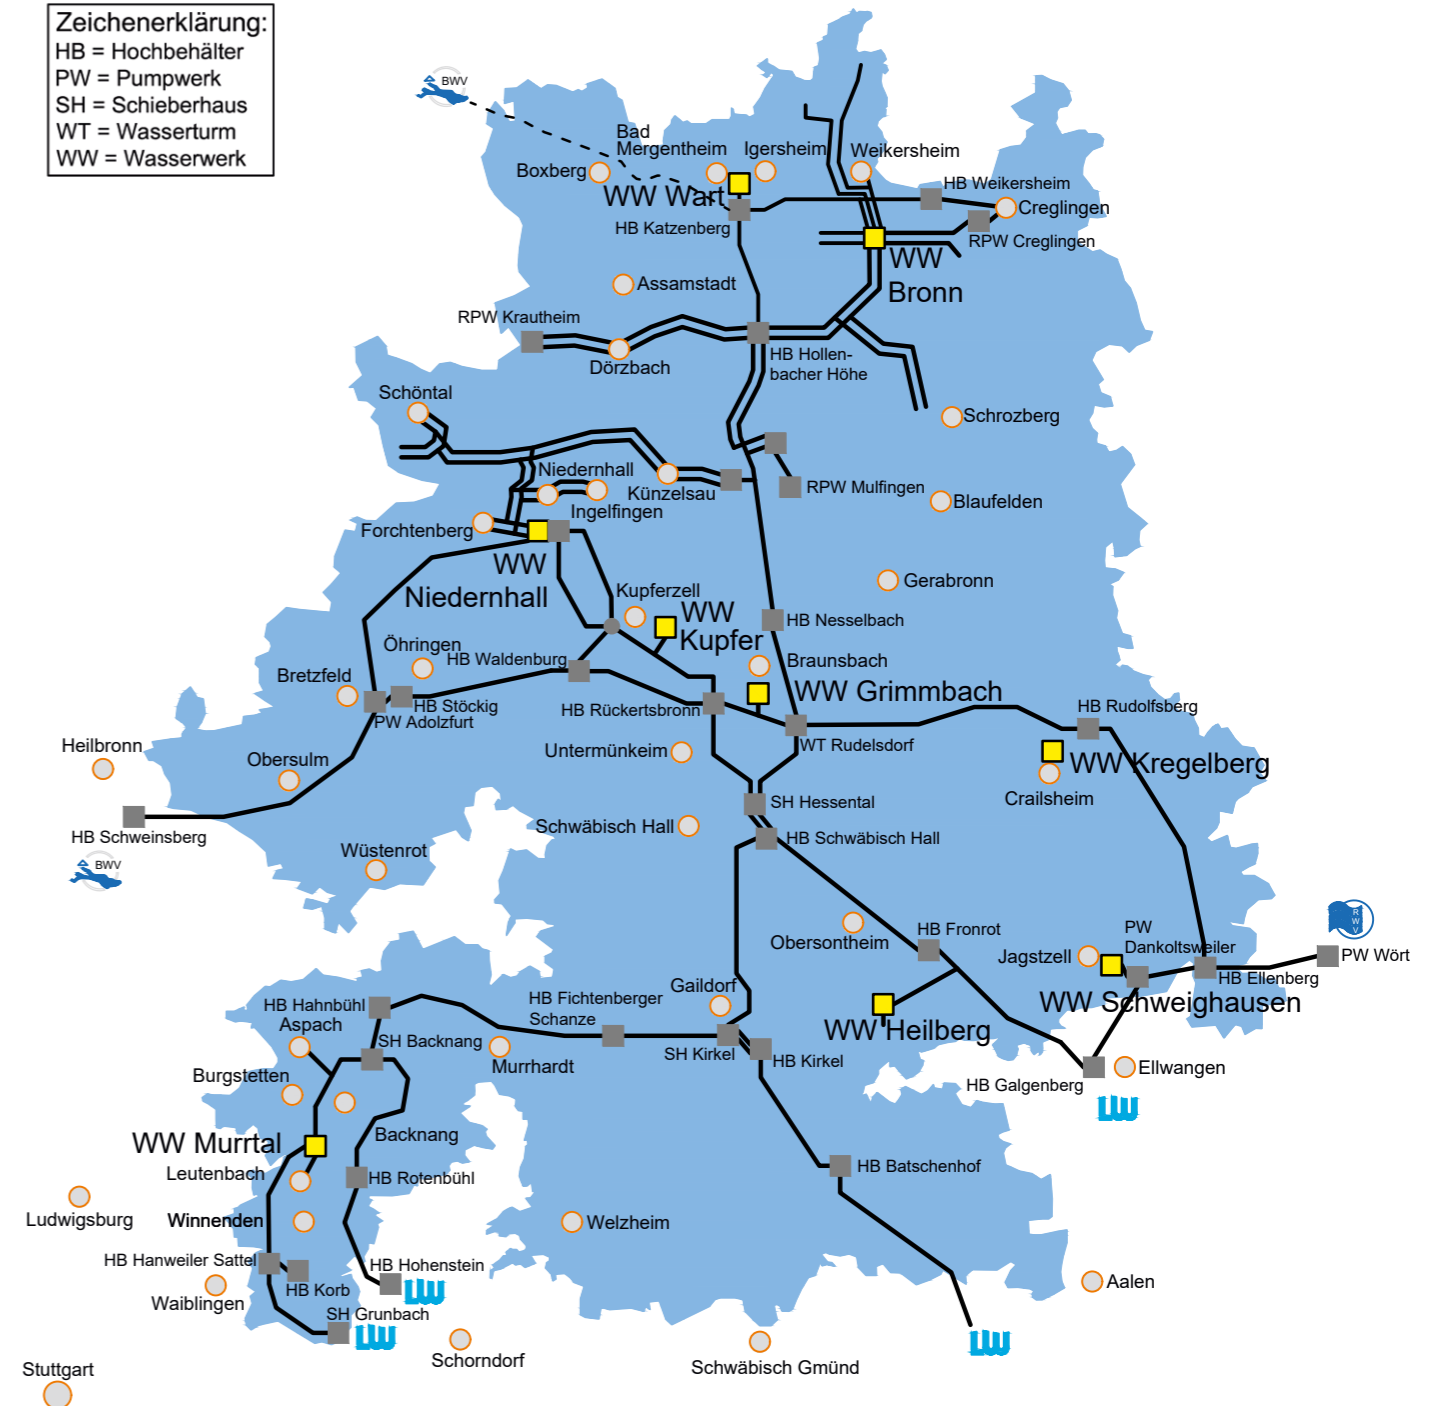 Zeichenerklärung:
HB = Hochbehälter
PW = Pumpwerk
SH = Schieberhaus
WT = Wasserturm
WW = Wasserwerk
BWV
Bad
Mergentheim
Igersheim
Weikersheim
Boxberg
WW Wart
HB Weikersheim
Creglingen
HB Katzenberg
RPW Creglingen
WW
Bronn
Assamstadt
RPW Krautheim
Dörzbach
HB Hollen-
bacher Höhe
Schöntal
Schrozberg
Niedernhall
Künzelsau
RPW Mulfingen
Blaufelden
Ingelfingen
Forchtenberg
WW
Niedernhall
Gerabronn
Kupferzell
WW
Kupfer
HB Nesselbach
Öhringen
HB Waldenburg
Braunsbach
Bretzfeld
WW Grimmbach
HB Stöckig
PW Adolzfurt
HB Rückertsbronn
HB Rudolfsberg
Heilbronn
Obersulm
Untermünkeim
WT Rudelsdorf
WW Kregelberg
Crailsheim
SH Hessental
HB Schweinsberg
Schwäbisch Hall
HB Schwäbisch Hall
BWV
Wüstenrot
RWV
Obersontheim
HB Fronrot
PW
Dankoltsweiler
Jagstzell
PW Wört
HB Ellenberg
Gaildorf
WW Schweighausen
HB Hahnbühl
HB Fichtenberger
Schanze
Aspach
WW Heilberg
SH Backnang
SH Kirkel
HB Kirkel
Murrhardt
Ellwangen
Burgstetten
HB Galgenberg
LW
Backnang
WW Murrtal
Leutenbach
HB Rotenbühl
HB Batschenhof
Ludwigsburg
Winnenden
Welzheim
HB Hanweiler Sattel
HB Hohenstein
Aalen
HB Korb
LW
Waiblingen
SH Grunbach
LW
LW
Schorndorf
Schwäbisch Gmünd
Stuttgart